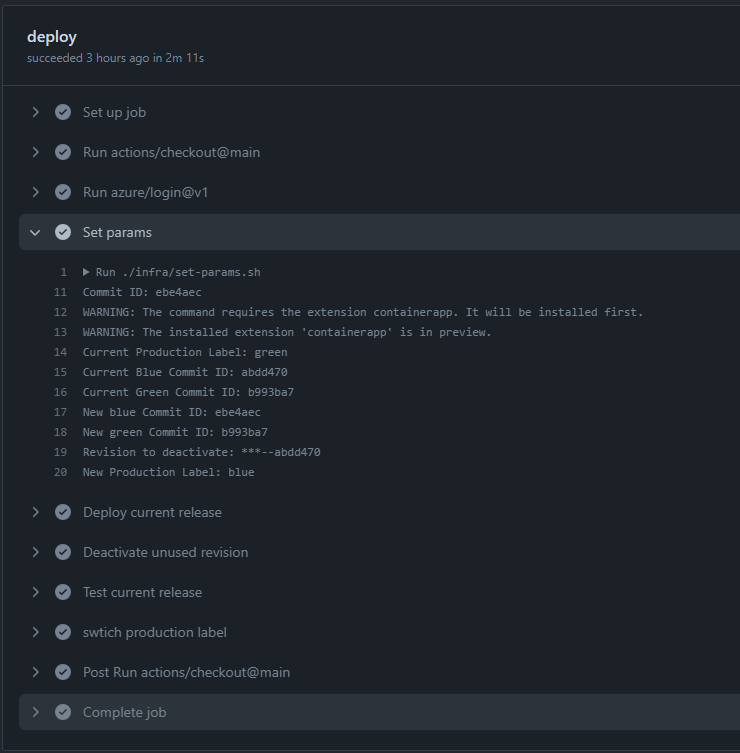 deploy
succeeded 3 hours ago in 2m 11s
Set up job
Run actions/checkout@main
Run azure/login@v1
Set params
1 Run ./infra/set-params.sh
11 Commit ID: ebe4aec
12 WARNING: The command requires the extension containerapp. It will be installed first.
13 WARNING: The installed extension 'containerapp' is in preview.
14 Current Production Label: green
15 Current Blue Commit ID: abdd470
16 Current Green Commit ID: b993ba7
17 New blue Commit ID: ebe4aec
18 New green Commit ID: b993ba7
19 Revision to deactivate: ***--abdd470
20 New Production Label: blue
Deploy current release
Deactivate unused revision
Test current release
swtich production label
Post Run actions/checkout@main
Complete job